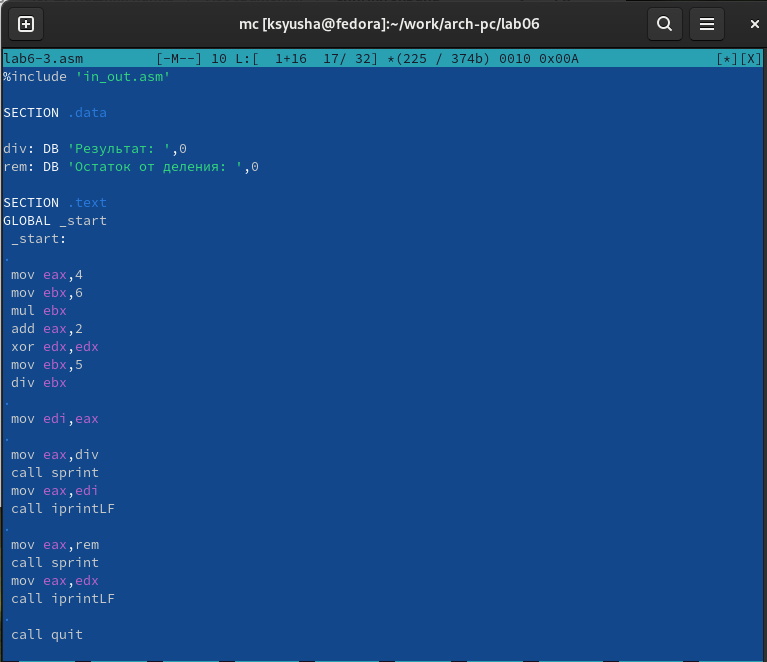 mc [ksyusha@fedora]:~/work/arch-pc/lab06
lab6-3.asm [-M--] 10 L:[ 1+16 17/ 32] *(225 / 374b) 0010 0x00A [*][X]
%include 'in_out.asm'
SECTION .data
div: DB 'Результат: ',0
rem: DB 'Остаток от деления: ',0
SECTION .text
GLOBAL _start
_start:
.
mov eax,4
mov ebx,6
mul ebx
add eax,2
xor edx,edx
mov ebx,5
div ebx
.
mov edi,eax
.
mov eax,div
call sprint
mov eax,edi
call iprintLF
.
mov eax,rem
call sprint
mov eax,edx
call iprintLF
.
call quit